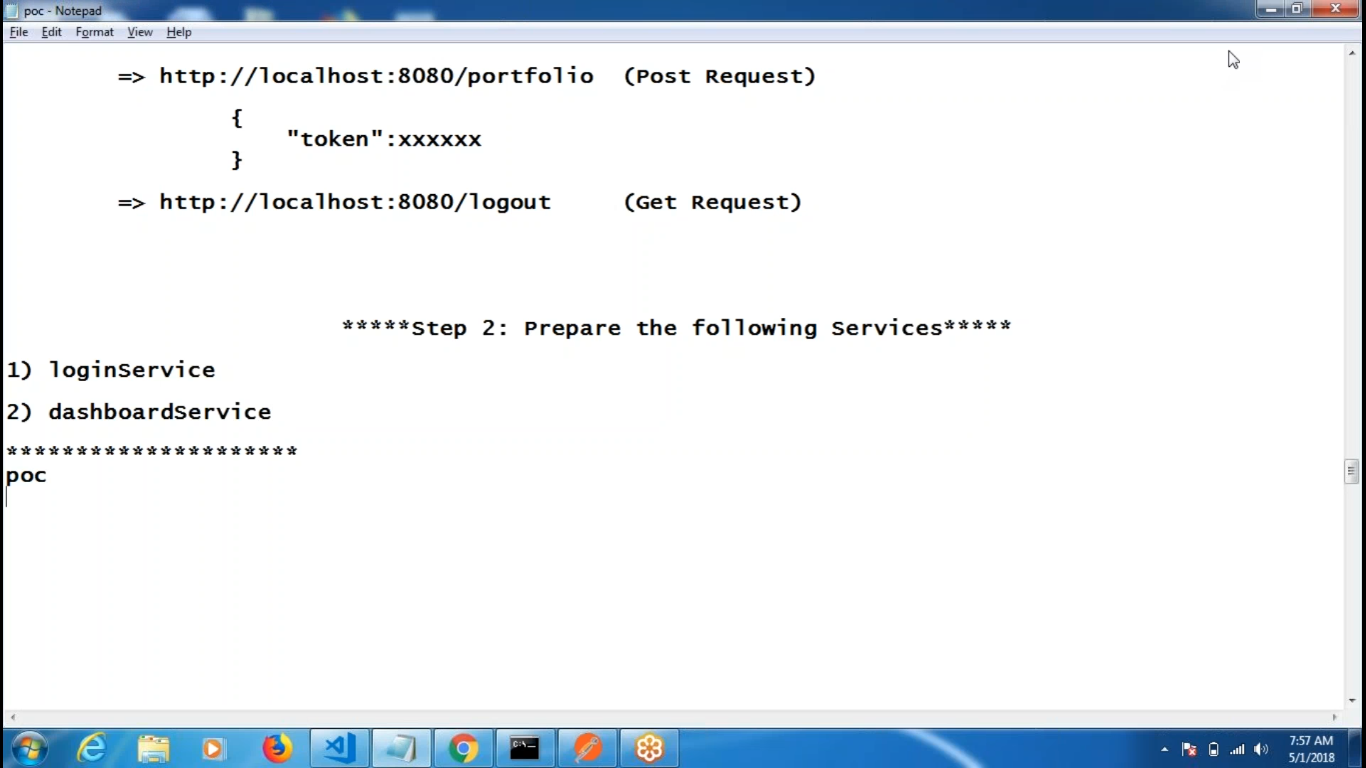 poc - Notepad
File Edit Format View Help
=> http://localhost:8080/portfolio (Post Request)
{
"token":xxxxxx
}
=> http://localhost:8080/logout (Get Request)
*****Step 2: Prepare the following Services*****
1) loginService
2) dashboardService
*********************
poc
7:57 AM
5/1/2018